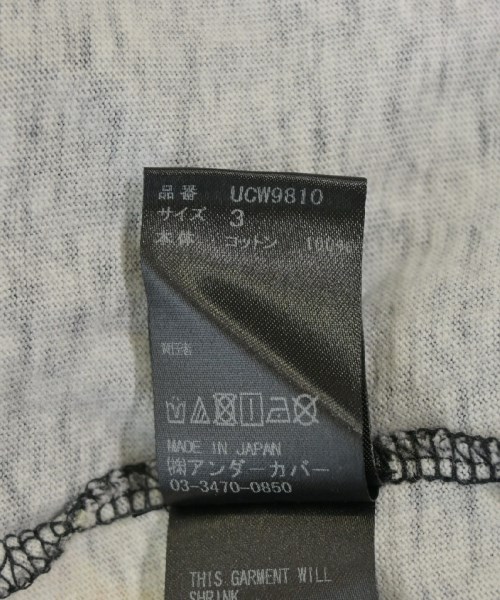 品番 UCW9810
サイズ 3
本体 コットン 100%
MADE IN JAPAN
㈱アンダーカバー
03-3470-0850
THIS GARMENT WILL
SHRINK